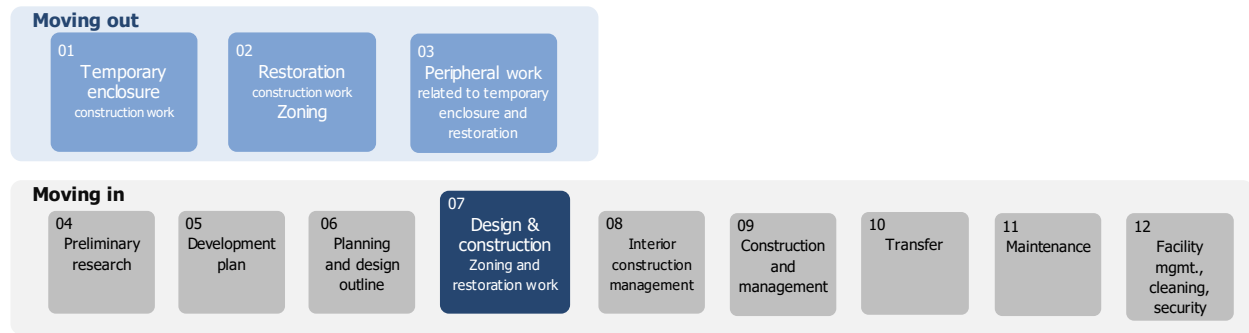 Moving out
01
Temporary
enclosure
construction work
02
Restoration
construction work
Zoning
03
Peripheral work
related to temporary
enclosure and
restoration
Moving in
04
Preliminary
research
05
Development
plan
06
Planning
and design
outline
07
Design &
construction
Zoning and
restoration work
08
Interior
construction
management
09
Construction
and
management
10
Transfer
11
Maintenance
12
Facility
mgmt.,
cleaning,
security